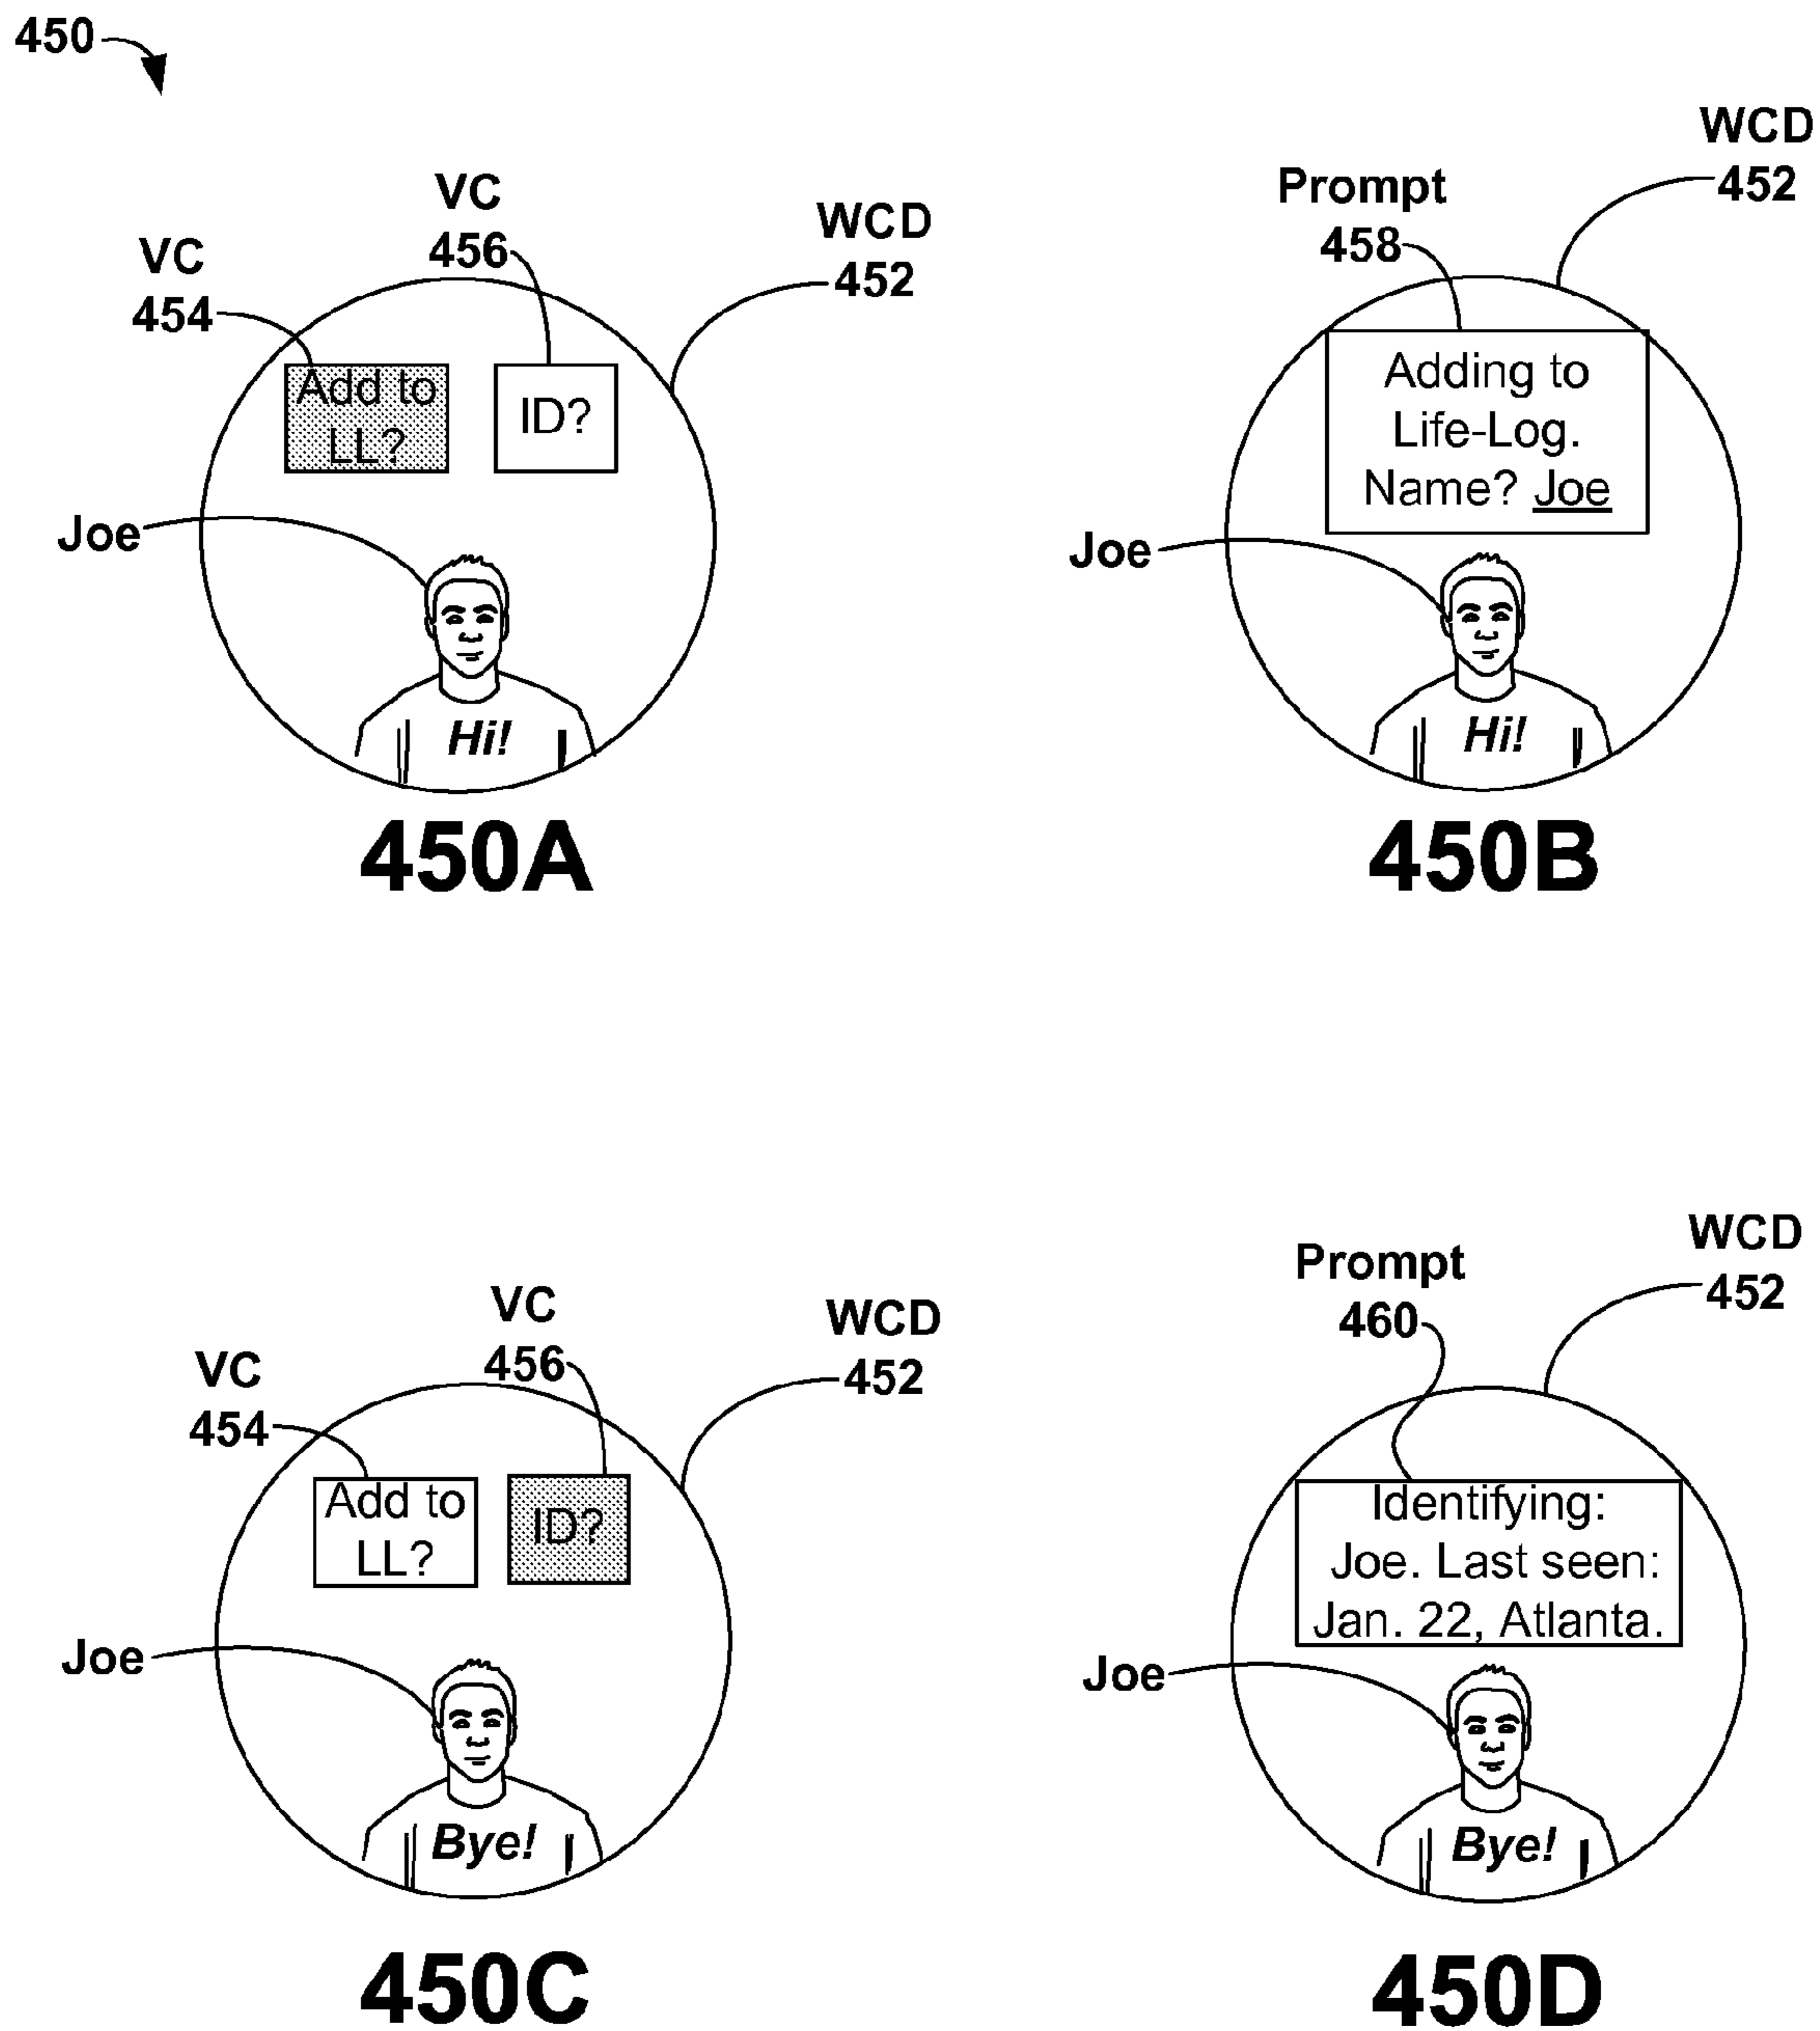 450
VC
454
VC
456
WCD
452
Add to
LL?
ID?
Joe
Hi!
450A
Prompt
458
WCD
452
Adding to
Life-Log.
Name? Joe
Joe
Hi!
450B
VC
454
VC
456
WCD
452
Add to
LL?
ID?
Joe
Bye!
450C
Prompt
460
WCD
452
Identifying:
Joe. Last seen:
Jan. 22, Atlanta.
Joe
Bye!
450D